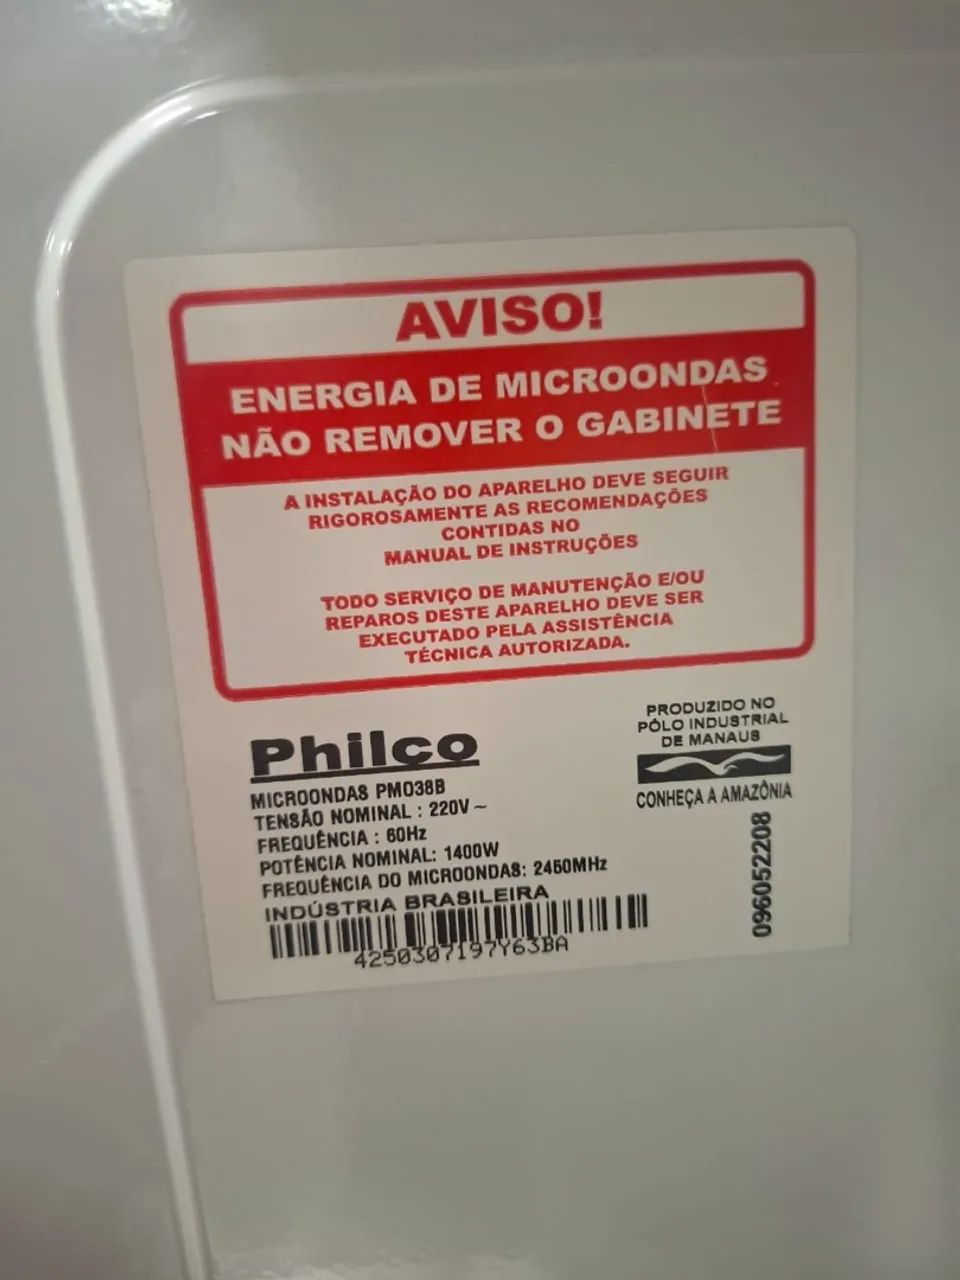 AVISO!
ENERGIA DE MICROONDAS
NÃO REMOVER O GABINETE
A INSTALAÇÃO DO APARELHO DEVE SEGUIR
RIGOROSAMENTE AS RECOMENDAÇÕES
CONTIDAS NO
MANUAL DE INSTRUÇÕES
TODO SERVIÇO DE MANUTENÇÃO E/OU
REPAROS DESTE APARELHO DEVE SER
EXECUTADO PELA ASSISTÊNCIA
TÉCNICA AUTORIZADA.
Philco
MICROONDAS PMO38B
TENSÃO NOMINAL : 220V~
FREQUÊNCIA : 60Hz
POTÊNCIA NOMINAL: 1400W
FREQUÊNCIA DO MICROONDAS: 2450MHz
INDÚSTRIA BRASILEIRA
4250307197Y63BA
PRODUZIDO NO
PÓLO INDUSTRIAL
DE MANAUS
CONHEÇA A AMAZÔNIA
096052208